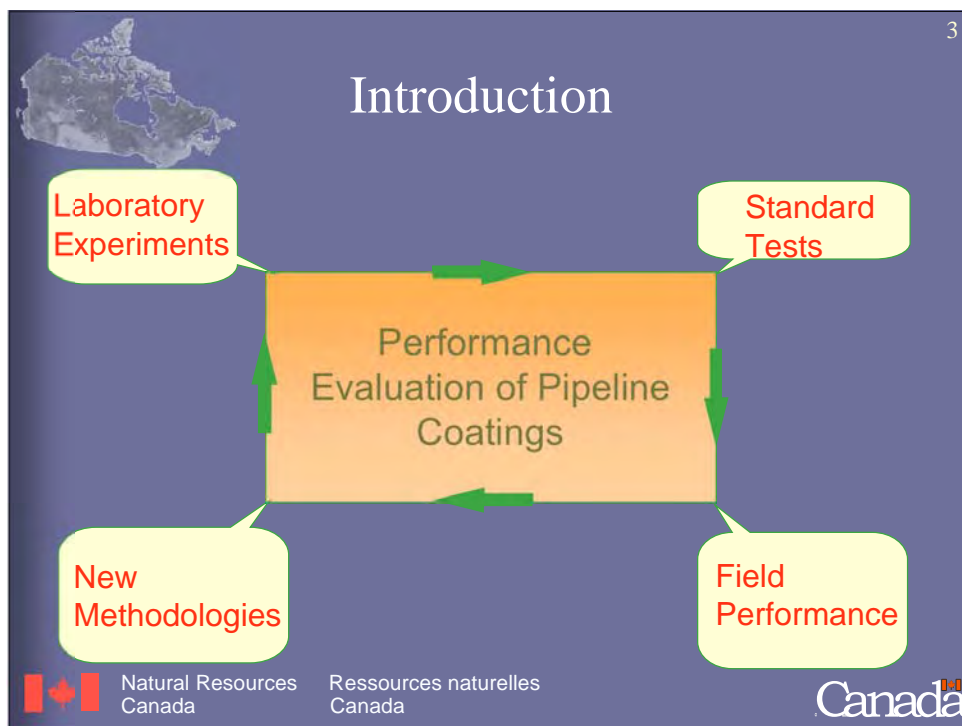 3
Introduction
Laboratory
Experiments
Standard
Tests
Performance
Evaluation of Pipeline
Coatings
New
Methodologies
Field
Performance
Natural Resources
Canada
Ressources naturelles
Canada
Canada